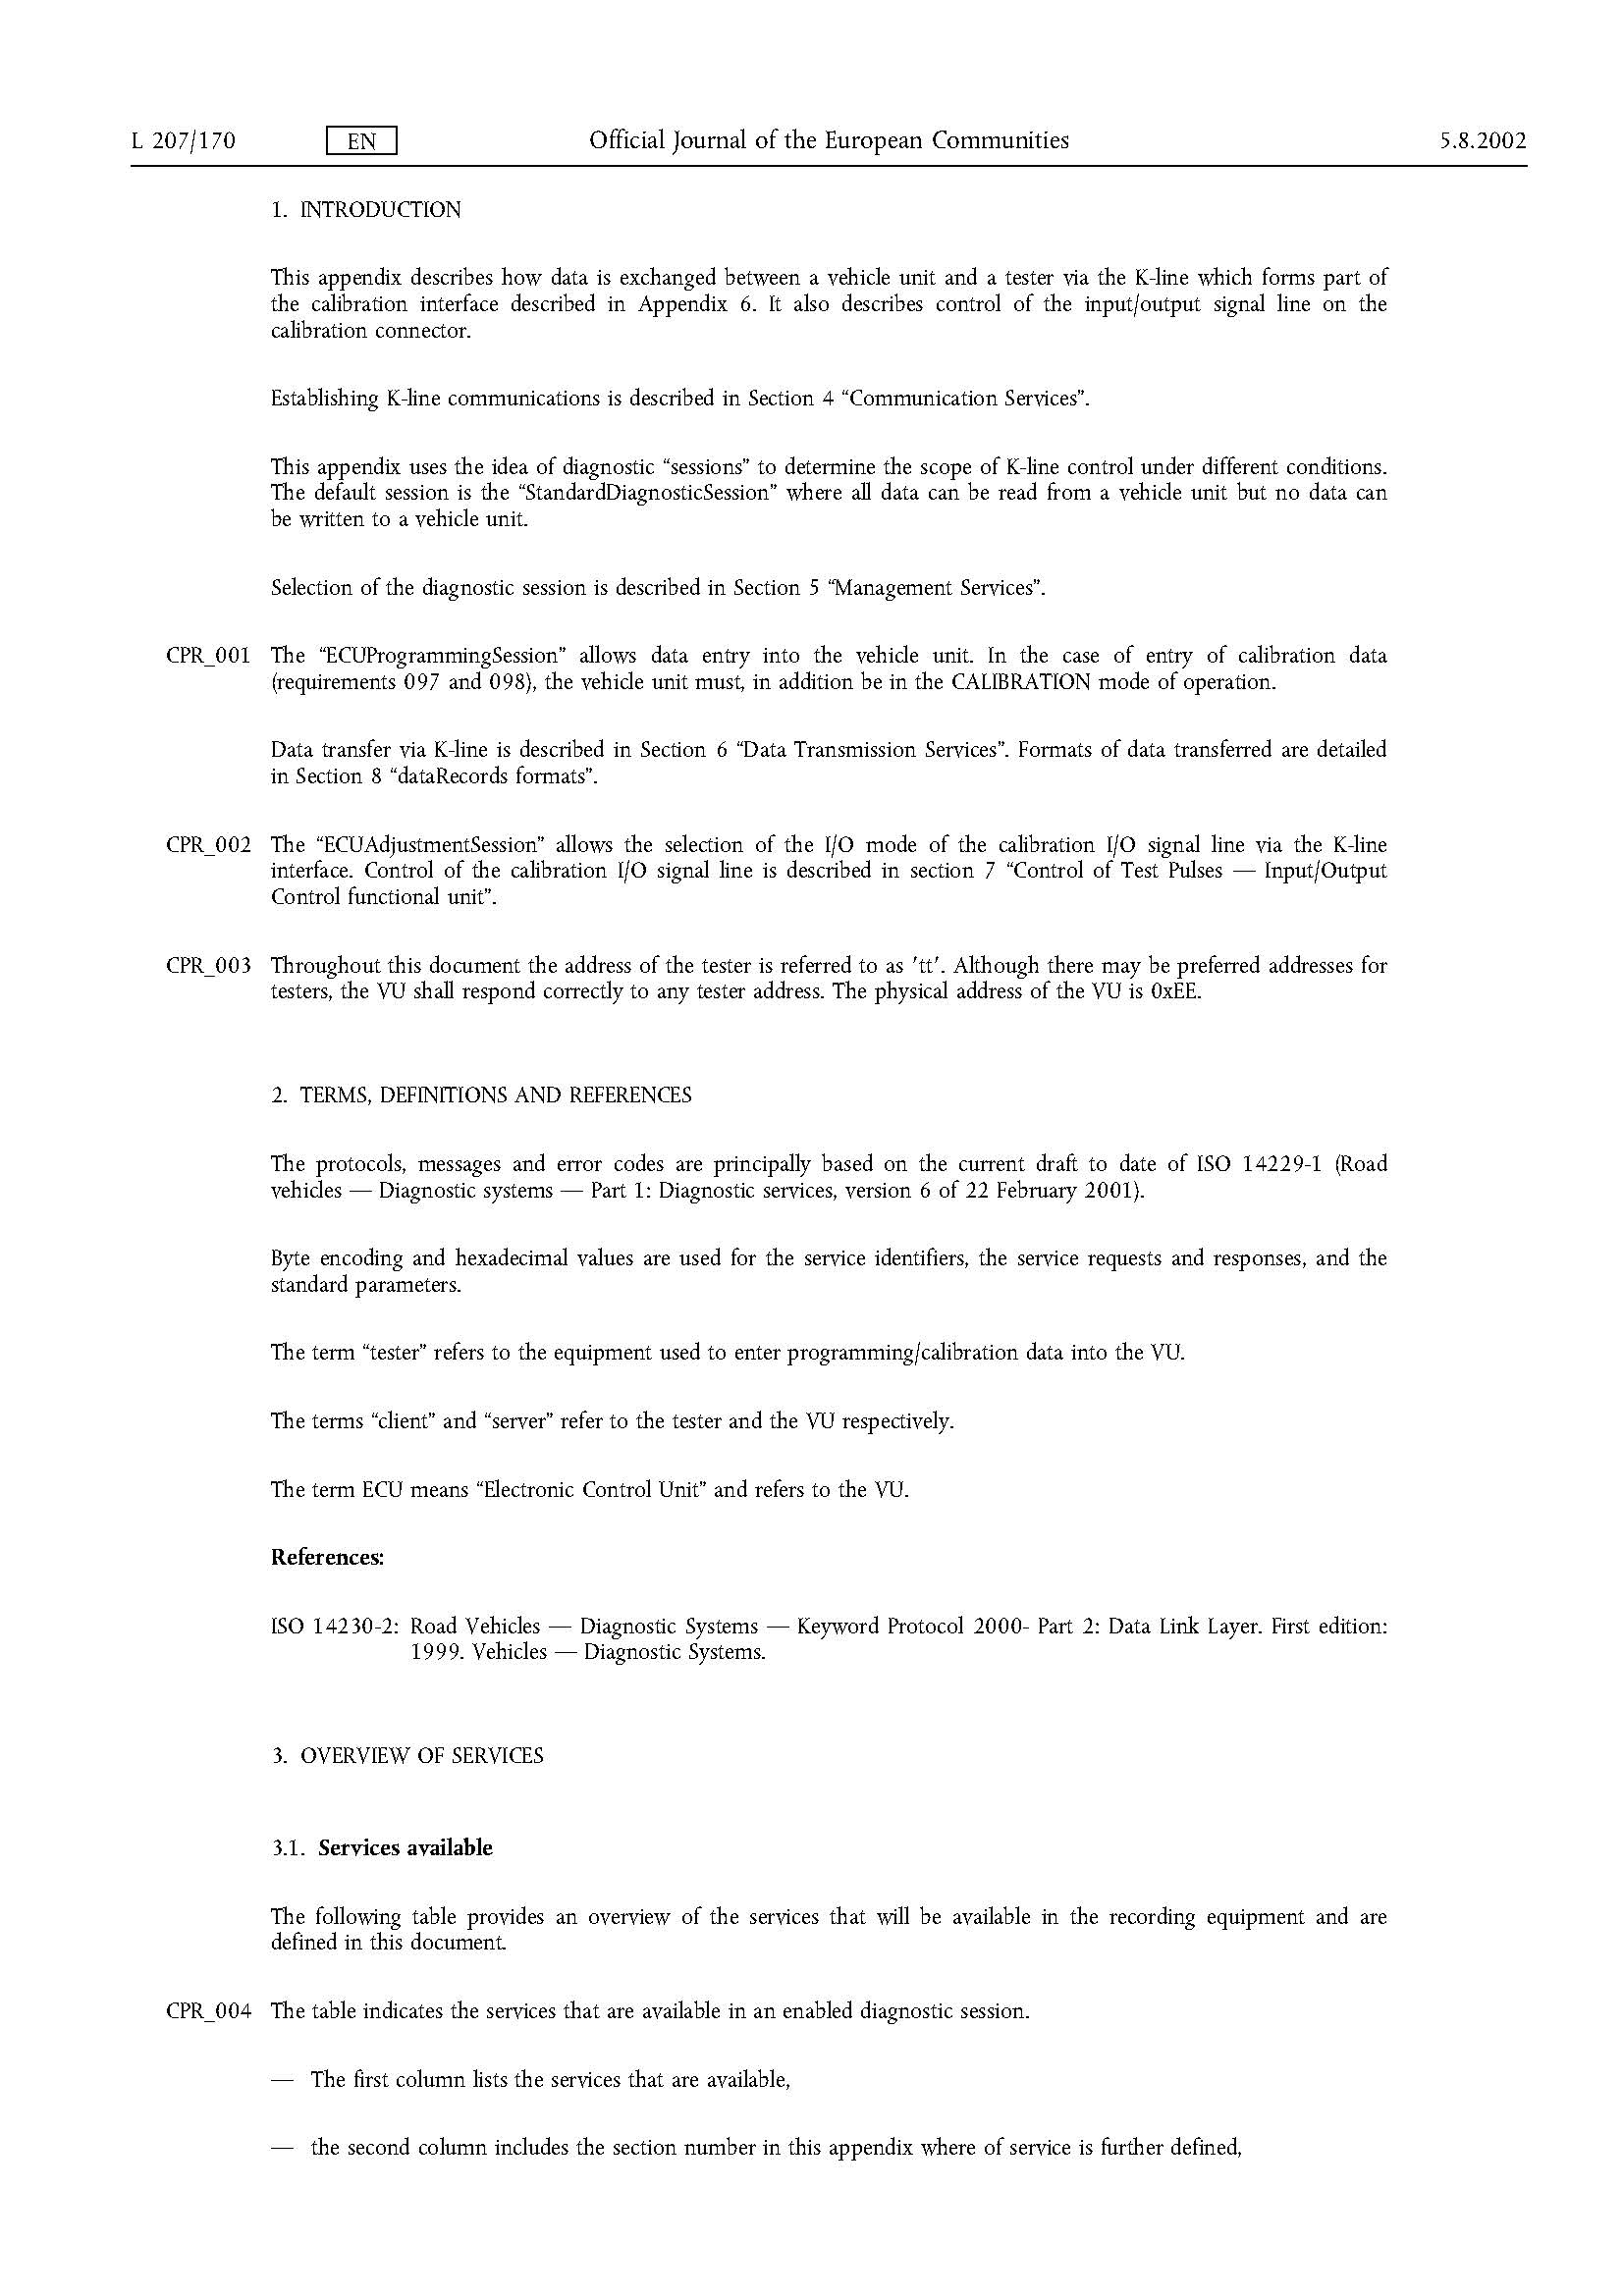 L 207/170 EN Official Journal of the European Communities 5.8.2002
1. INTRODUCTION
This appendix describes how data is exchanged between a vehicle unit and a tester via the K-line which forms part of
the calibration interface described in Appendix 6. It also describes control of the input/output signal line on the
calibration connector.
Establishing K-line communications is described in Section 4 “Communication Services”.
This appendix uses the idea of diagnostic “sessions” to determine the scope of K-line control under different conditions.
The default session is the “StandardDiagnosticSession” where all data can be read from a vehicle unit but no data can
be written to a vehicle unit.
Selection of the diagnostic session is described in Section 5 “Management Services”.
CPR_001 The “ECUProgrammingSession” allows data entry into the vehicle unit. In the case of entry of calibration data
(requirements 097 and 098), the vehicle unit must, in addition be in the CALIBRATION mode of operation.
Data transfer via K-line is described in Section 6 “Data Transmission Services”. Formats of data transferred are detailed
in Section 8 “dataRecords formats”.
CPR_002 The “ECUAdjustmentSession” allows the selection of the I/O mode of the calibration I/O signal line via the K-line
interface. Control of the calibration I/O signal line is described in section 7 “Control of Test Pulses — Input/Output
Control functional unit”.
CPR_003 Throughout this document the address of the tester is referred to as 'tt'. Although there may be preferred addresses for
testers, the VU shall respond correctly to any tester address. The physical address of the VU is 0xEE.
2. TERMS, DEFINITIONS AND REFERENCES
The protocols, messages and error codes are principally based on the current draft to date of ISO 14229-1 (Road
vehicles — Diagnostic systems — Part 1: Diagnostic services, version 6 of 22 February 2001).
Byte encoding and hexadecimal values are used for the service identifiers, the service requests and responses, and the
standard parameters.
The term “tester” refers to the equipment used to enter programming/calibration data into the VU.
The terms “client” and “server” refer to the tester and the VU respectively.
The term ECU means “Electronic Control Unit” and refers to the VU.
References:
ISO 14230-2: Road Vehicles — Diagnostic Systems — Keyword Protocol 2000- Part 2: Data Link Layer. First edition:
1999. Vehicles — Diagnostic Systems.
3. OVERVIEW OF SERVICES
3.1. Services available
The following table provides an overview of the services that will be available in the recording equipment and are
defined in this document.
CPR_004 The table indicates the services that are available in an enabled diagnostic session.
— The first column lists the services that are available,
— the second column includes the section number in this appendix where of service is further defined,